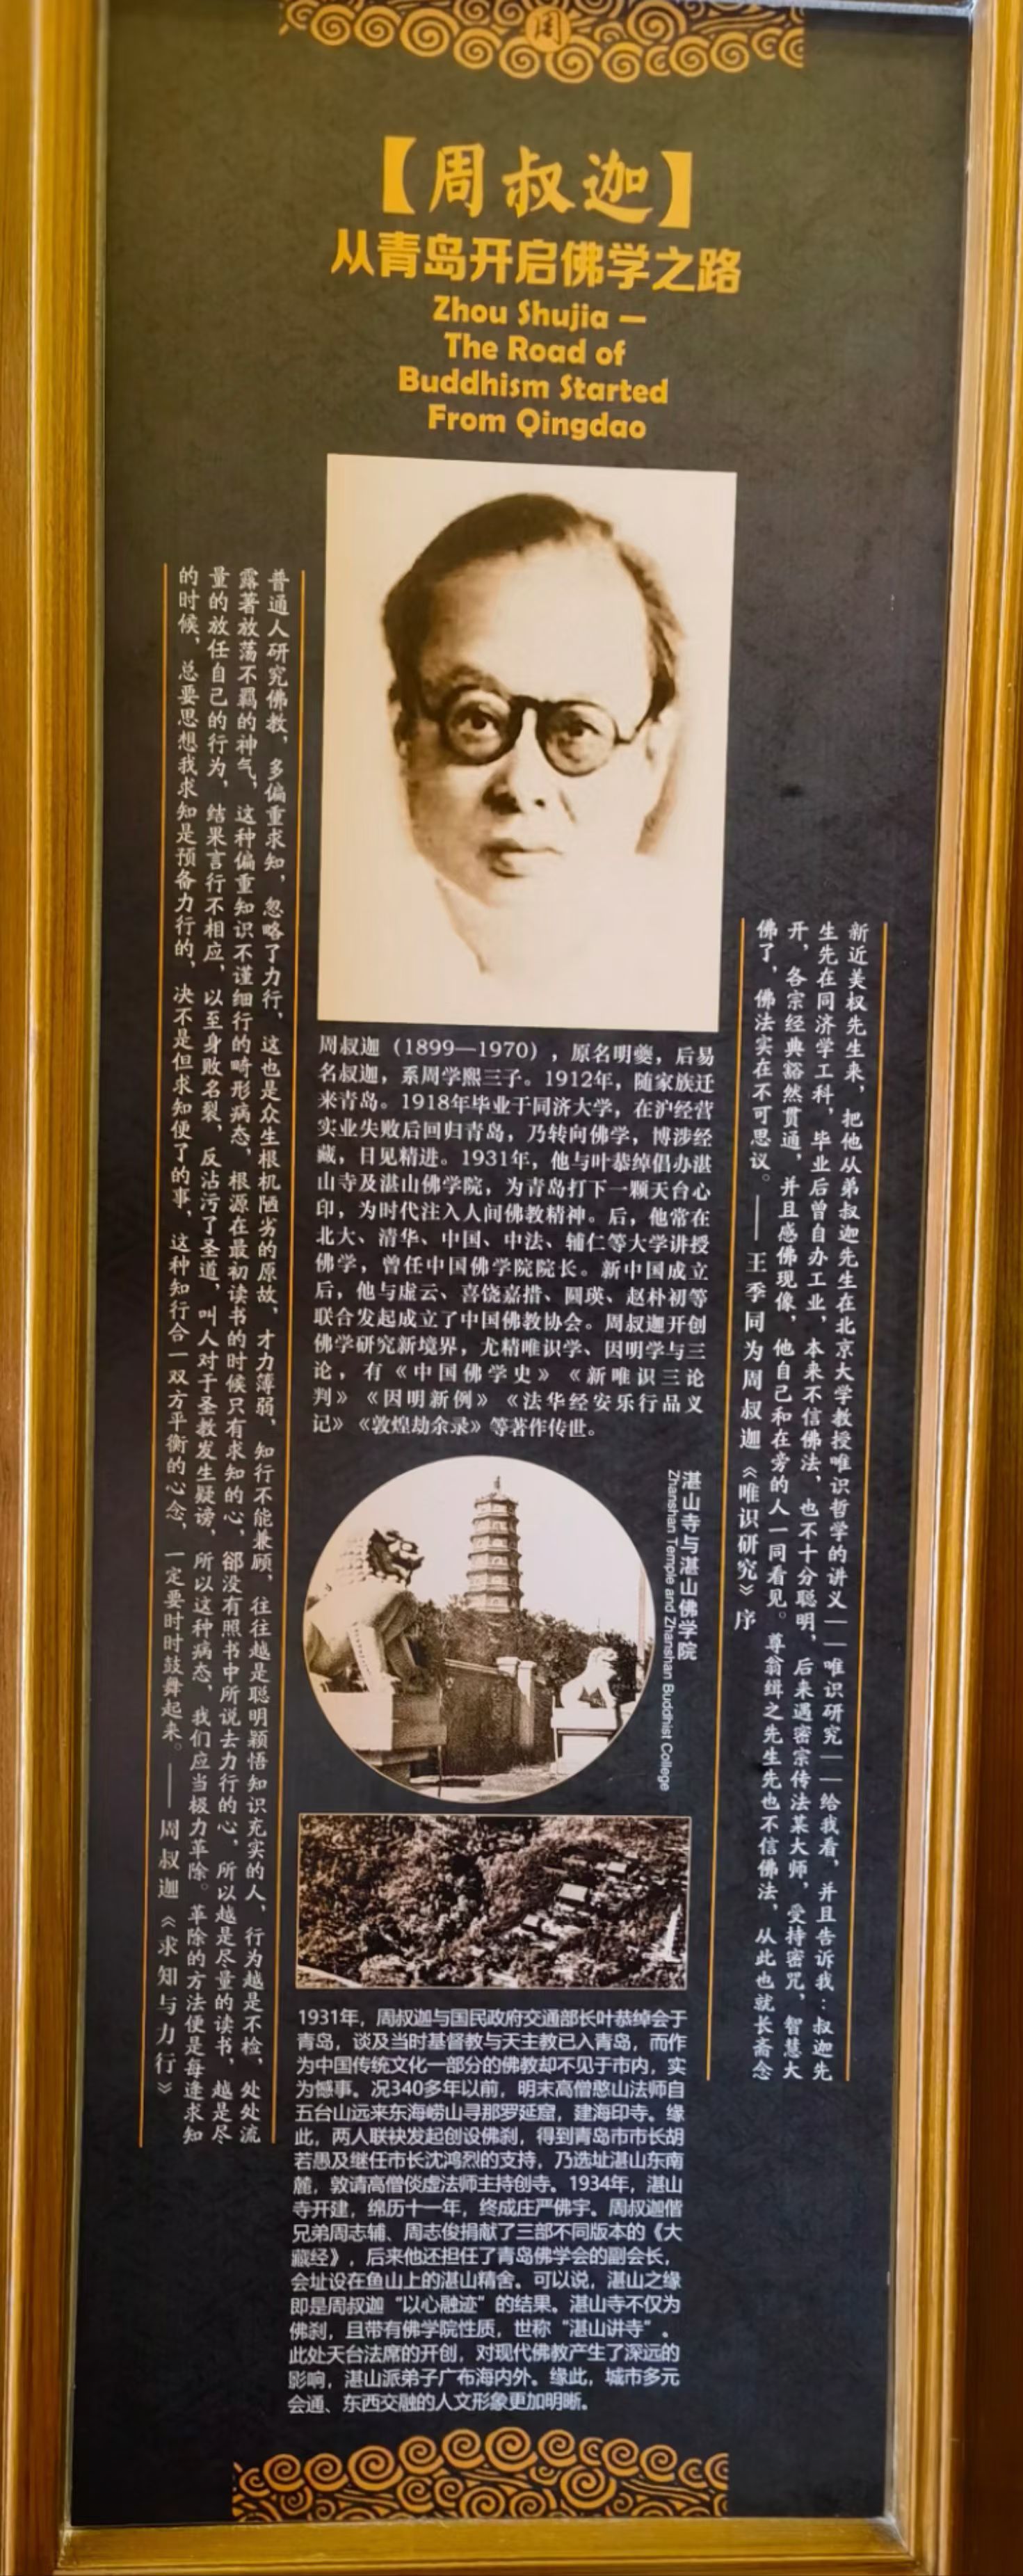 周
【周叔迦】
从青岛开启佛学之路
Zhou Shujia —
The Road of
Buddhism Started
From Qingdao
普通人研究佛教，多偏重求知，忽略了力行，这也是众生根机陋劣的原故，才力薄弱，知行不能兼顾，往往越是聪明颖悟知识充实的人，行为越是不检，处处流
露著放荡不羁的神气，这种偏重知识不谨细行的畸形病态，根源在最初读书的时候只有求知的心，郤没有照书中所说去力行的心，所以越是尽量的读书，越是尽
量的放任自己的行为，结果言行不相应，以至身败名裂，反沾污了圣道，叫人对于圣教发生疑谤，所以这种病态，我们应当极力革除。革除的方法便是每逢求知
的时候，总要思想我求知是预备力行的，决不是但求知便了的事，这种知行合一双方平衡的心念，一定要时时鼓舞起来。——周叔迦《求知与力行》
周叔迦（1899—1970），原名明夔，后易
名叔迦，系周学熙三子。1912年，随家族迁
来青岛。1918年毕业于同济大学，在沪经营
实业失败后回归青岛，乃转向佛学，博涉经
藏，日见精进。1931年，他与叶恭绰倡办湛
山寺及湛山佛学院，为青岛打下一颗天台心
印，为时代注入人间佛教精神。后，他常在
北大、清华、中国、中法、辅仁等大学讲授
佛学，曾任中国佛学院院长。新中国成立
后，他与虚云、喜饶嘉措、圆瑛、赵朴初等
联合发起成立了中国佛教协会。周叔迦开创
佛学研究新境界，尤精唯识学、因明学与三
论，有《中国佛学史》《新唯识三论
判》《因明新例》《法华经安乐行品义
记》《敦煌劫余录》等著作传世。
新近美权先生来，把他从弟叔迦先生在北京大学教授唯识哲学的讲义——唯识研究——给我看，并且告诉我：叔迦先
生先在同济学工科，毕业后曾自办工业，本来不信佛法，也不十分聪明，后来遇密宗传法某大师，受持密咒，智慧大
开，各宗经典豁然贯通，并且感佛现像，他自己和在旁的人一同看见。尊翁缉之先生先也不信佛法，从此也就长斋念
佛了，佛法实在不可思议。——王季同为周叔迦《唯识研究》序
湛山寺与湛山佛学院
Zhanshan Temple and Zhanshan Buddhist College
1931年，周叔迦与国民政府交通部长叶恭绰会于
青岛，谈及当时基督教与天主教已入青岛，而作
为中国传统文化一部分的佛教却不见于市内，实
为憾事。况340多年以前，明末高僧憨山法师自
五台山远来东海崂山寻那罗延窟，建海印寺。缘
此，两人联袂发起创设佛刹，得到青岛市市长胡
若愚及继任市长沈鸿烈的支持，乃选址湛山东南
麓，敦请高僧倓虚法师主持创寺。1934年，湛山
寺开建，绵历十一年，终成庄严佛宇。周叔迦偕
兄弟周志辅、周志俊捐献了三部不同版本的《大
藏经》，后来他还担任了青岛佛学会的副会长，
会址设在鱼山上的湛山精舍。可以说，湛山之缘
即是周叔迦“以心融迹”的结果。湛山寺不仅为
佛刹，且带有佛学院性质，世称“湛山讲寺”。
此处天台法席的开创，对现代佛教产生了深远的
影响，湛山派弟子广布海内外。缘此，城市多元
会通、东西交融的人文形象更加明晰。